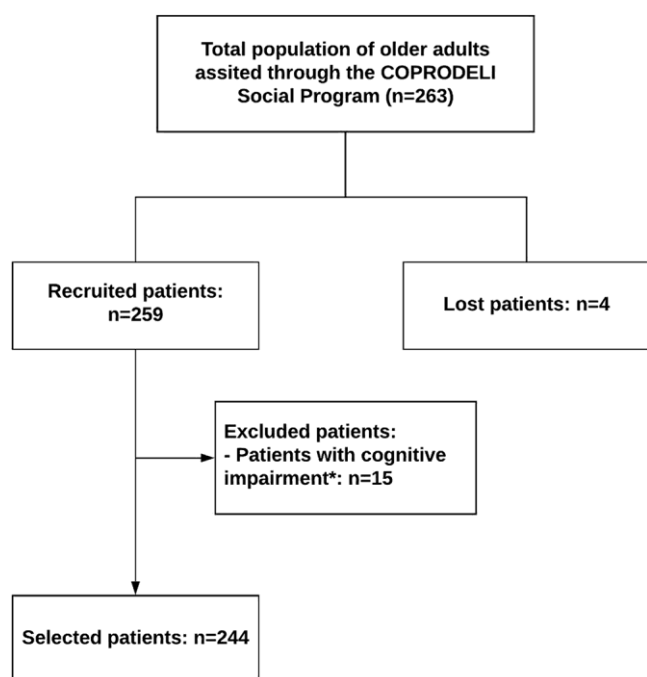 Total population of older adults
assited through the COPRODELI
Social Program (n=263)
Recruited patients:
n=259
Lost patients: n=4
Excluded patients:
- Patients with cognitive
impairment*: n=15
Selected patients: n=244